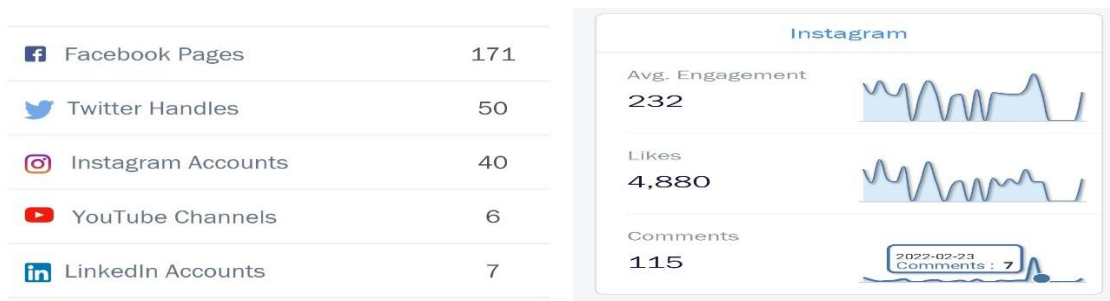 Facebook Pages 171
Twitter Handles 50
Instagram Accounts 40
YouTube Channels 6
LinkedIn Accounts 7
Instagram
Avg. Engagement
232
Likes
4,880
Comments
115
2022-02-23
Comments : 7